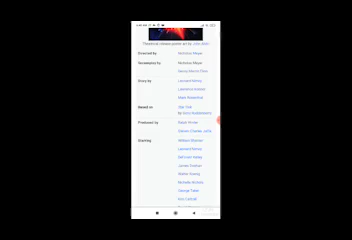 Theatrical release poster art by John Alvin
Directed by Nicholas Meyer
Screenplay by Nicholas Meyer
Denny Martin Flinn
Story by Leonard Nimoy
Lawrence Konner
Mark Rosenthal
Based on Star Trek
by Gene Roddenberry
Produced by Ralph Winter
Steven-Charles Jaffe
Starring William Shatner
Leonard Nimoy
DeForest Kelley
James Doohan
Walter Koenig
Nichelle Nichols
George Takei
Kim Cattrall